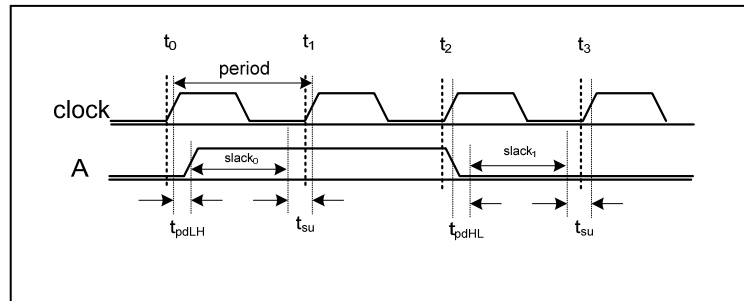 t0 t1 t2 t3
period
clock
slack0 slack1
A
tpdLH tsu tpdHL tsu